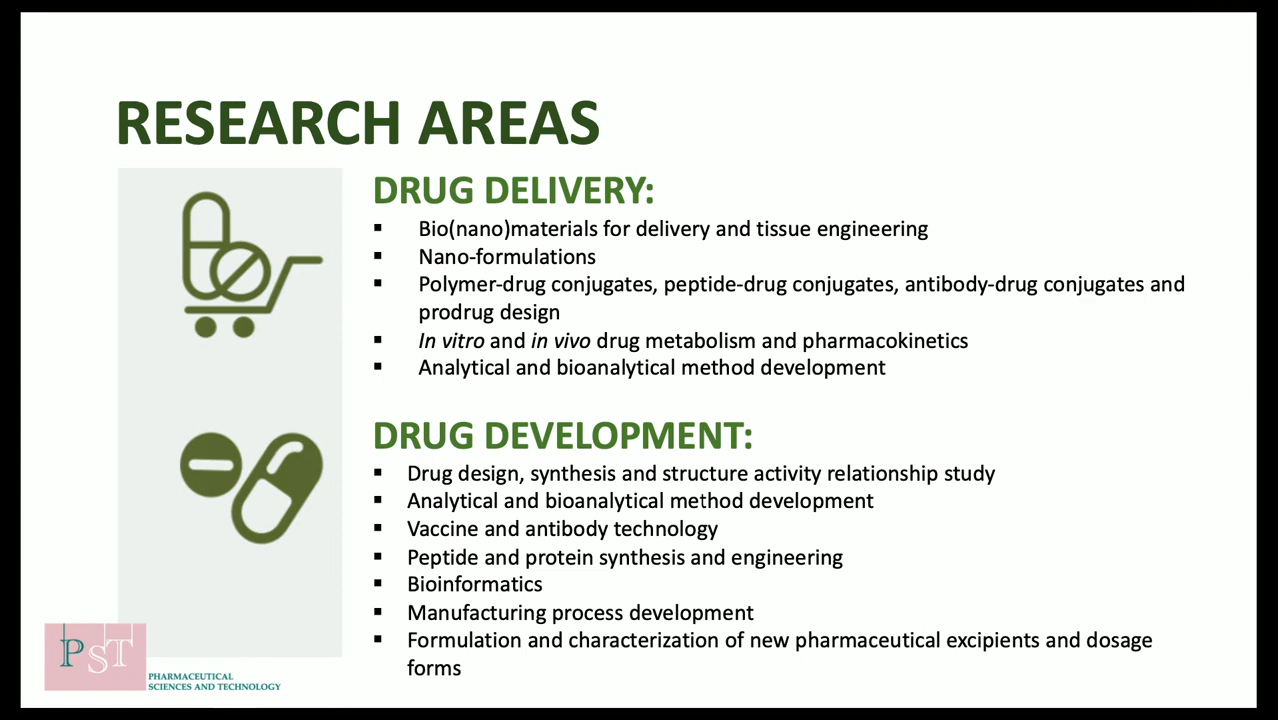 RESEARCH AREAS
DRUG DELIVERY:
▪ Bio(nano)materials for delivery and tissue engineering
▪ Nano-formulations
▪ Polymer-drug conjugates, peptide-drug conjugates, antibody-drug conjugates and
prodrug design
▪ In vitro and in vivo drug metabolism and pharmacokinetics
▪ Analytical and bioanalytical method development
DRUG DEVELOPMENT:
▪ Drug design, synthesis and structure activity relationship study
▪ Analytical and bioanalytical method development
▪ Vaccine and antibody technology
▪ Peptide and protein synthesis and engineering
▪ Bioinformatics
▪ Manufacturing process development
▪ Formulation and characterization of new pharmaceutical excipients and dosage
forms
PST
PHARMACEUTICAL
SCIENCES AND TECHNOLOGY